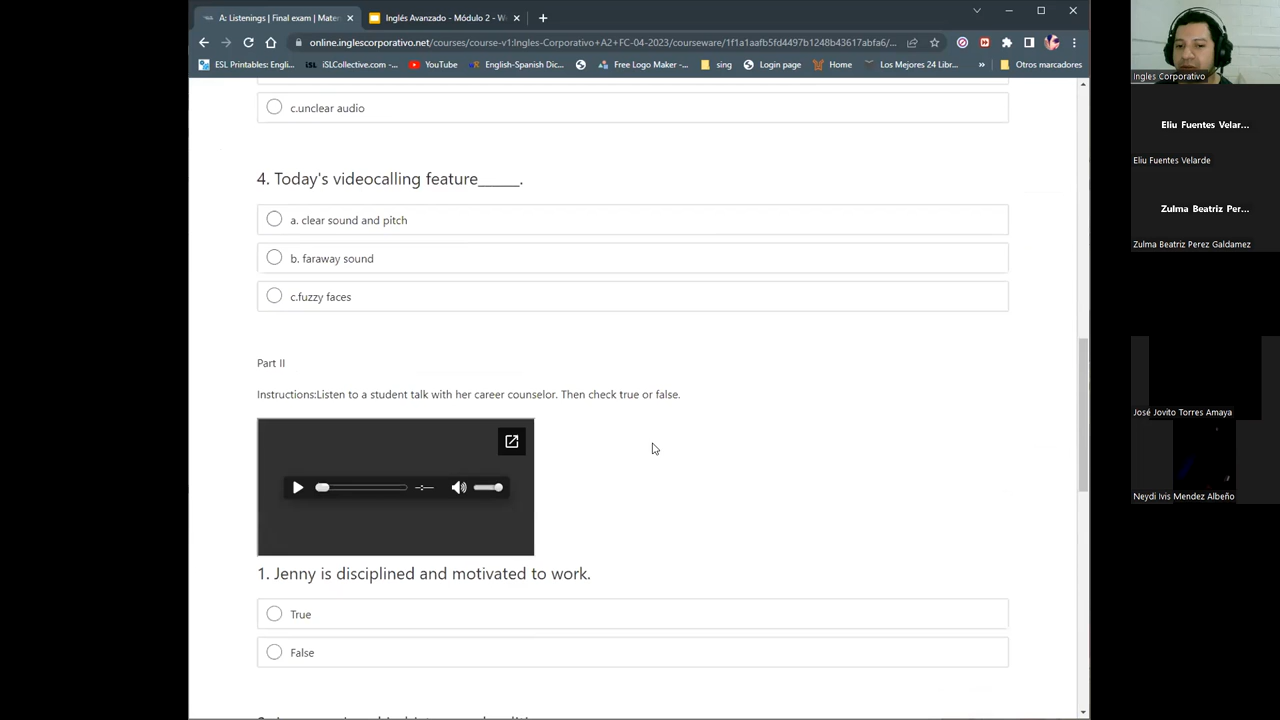 A: Listenings | Final exam | Mater
Inglés Avanzado - Módulo 2 - W
online.inglescorporativo.net/courses/course-v1:Ingles-Corporativo+A2+FC-04-2023/courseware/1f1a1aafb5fd4497b1248b43617abfa6/...
ESL Printables: Engli...
iSL
iSLCollective.com -...
YouTube
English-Spanish Dic...
Free Logo Maker -...
sing
Login page
Home
Los Mejores 24 Libr...
»
Otros marcadores
c.unclear audio
4. Today's videocalling feature_____.
a. clear sound and pitch
b. faraway sound
c.fuzzy faces
Part II
Instructions:Listen to a student talk with her career counselor. Then check true or false.
-:--
1. Jenny is disciplined and motivated to work.
True
False
Ingles Corporativo
Eliu Fuentes Velar...
Eliu Fuentes Velarde
Zulma Beatriz Per...
Zulma Beatriz Perez Galdamez
José Jovito Torres Amaya
Neydi Ivis Mendez Albeño